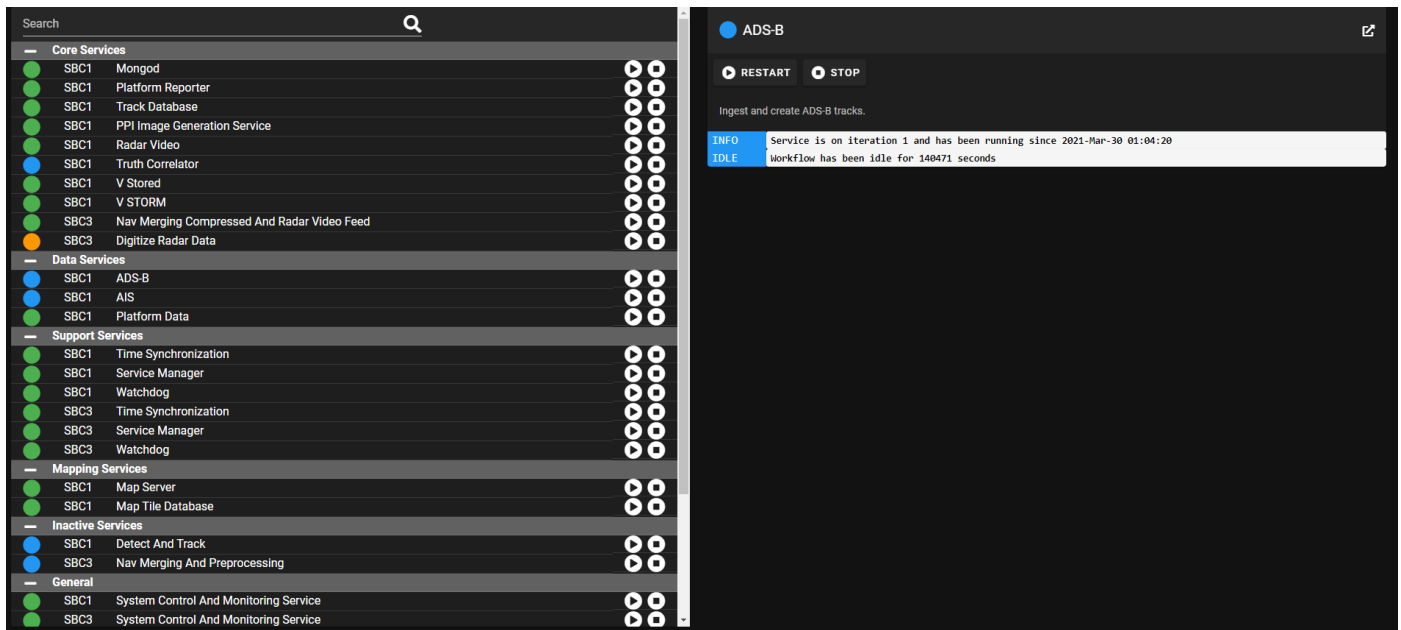 Search
Core Services
SBC1 Mongod
SBC1 Platform Reporter
SBC1 Track Database
SBC1 PPI Image Generation Service
SBC1 Radar Video
SBC1 Truth Correlator
SBC1 V Stored
SBC1 V STORM
SBC3 Nav Merging Compressed And Radar Video Feed
SBC3 Digitize Radar Data
Data Services
SBC1 ADS-B
SBC1 AIS
SBC1 Platform Data
Support Services
SBC1 Time Synchronization
SBC1 Service Manager
SBC1 Watchdog
SBC3 Time Synchronization
SBC3 Service Manager
SBC3 Watchdog
Mapping Services
SBC1 Map Server
SBC1 Map Tile Database
Inactive Services
SBC1 Detect And Track
SBC3 Nav Merging And Preprocessing
General
SBC1 System Control And Monitoring Service
SBC3 System Control And Monitoring Service
ADS-B
RESTART STOP
Ingest and create ADS-B tracks.
INFO Service is on iteration 1 and has been running since 2021-Mar-30 01:04:20
IDLE Workflow has been idle for 140471 seconds